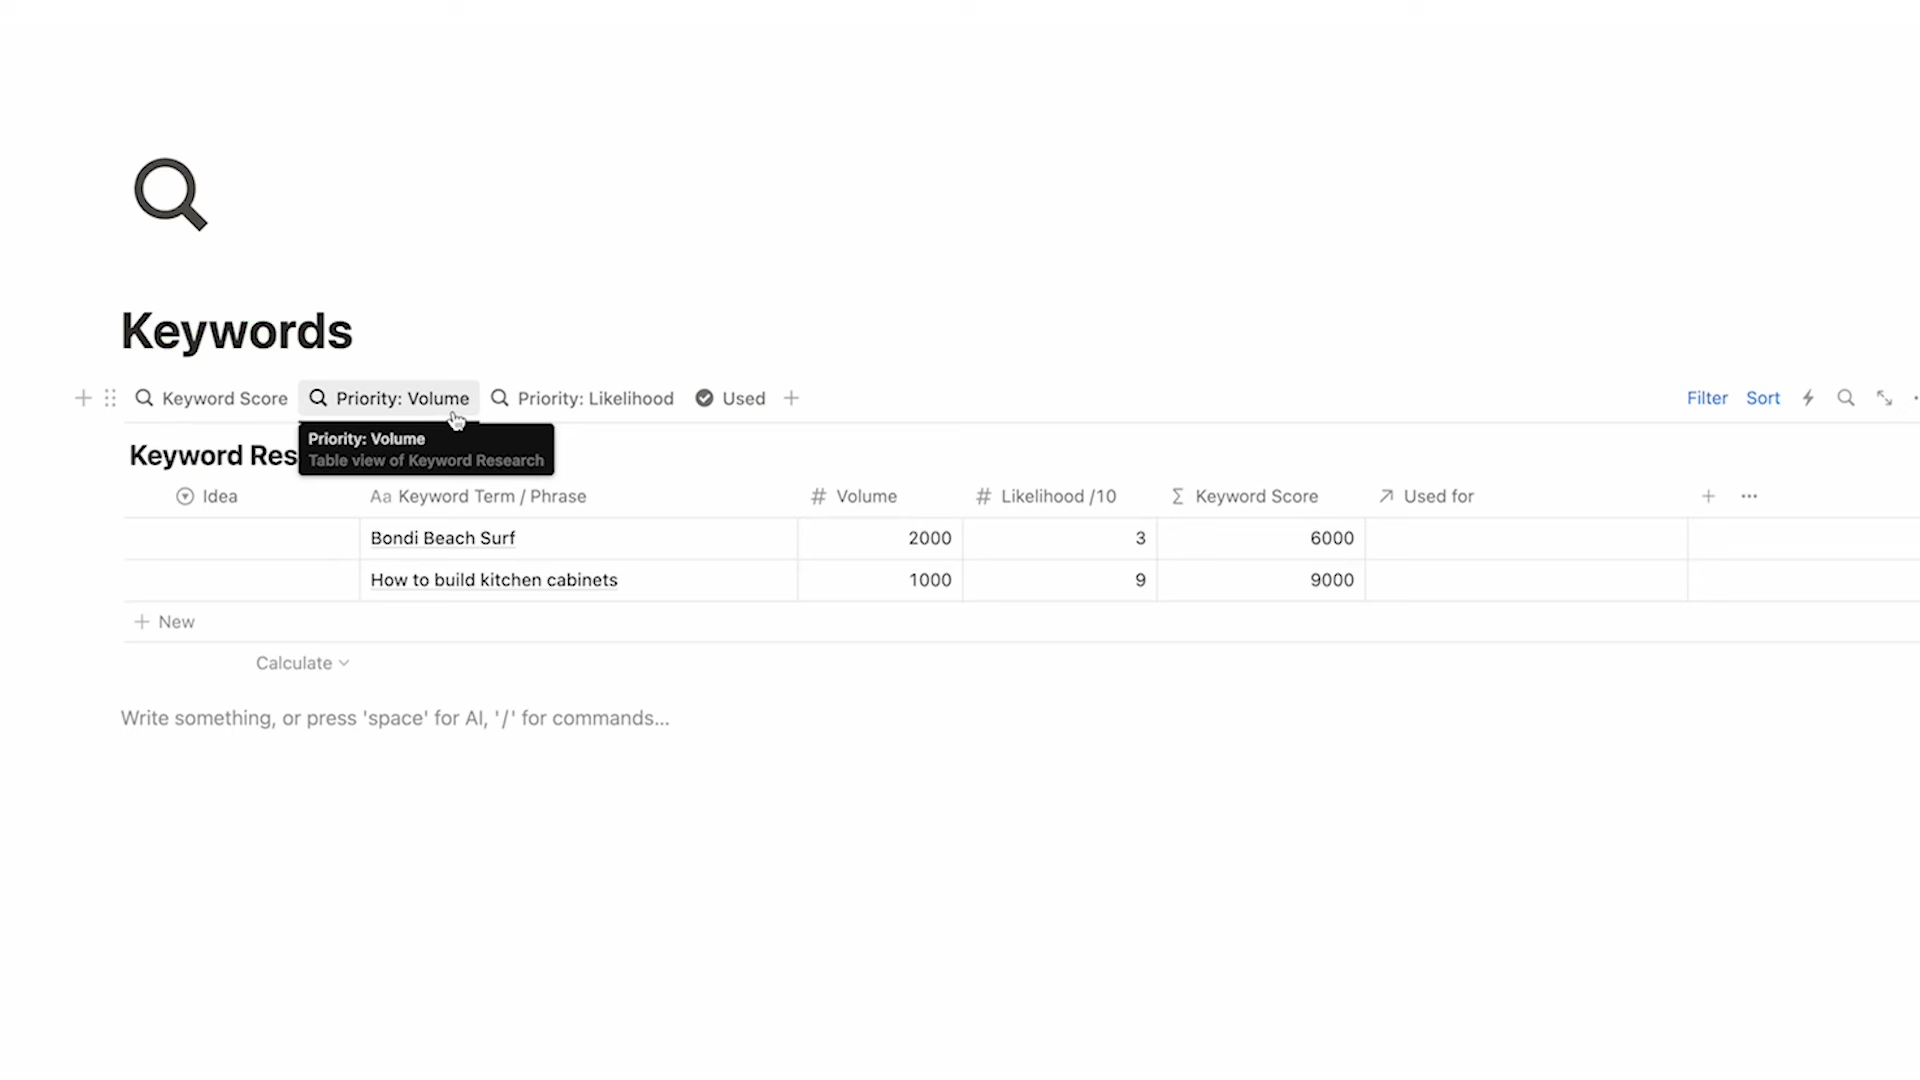 Keywords
Keyword Score Priority: Volume Priority: Likelihood Used Filter Sort
Priority: Volume
Table view of Keyword Research
Keyword Res
Idea Aa Keyword Term / Phrase # Volume # Likelihood /10 Σ Keyword Score Used for
Bondi Beach Surf 2000 3 6000
How to build kitchen cabinets 1000 9 9000
+ New
Calculate
Write something, or press 'space' for AI, '/' for commands...